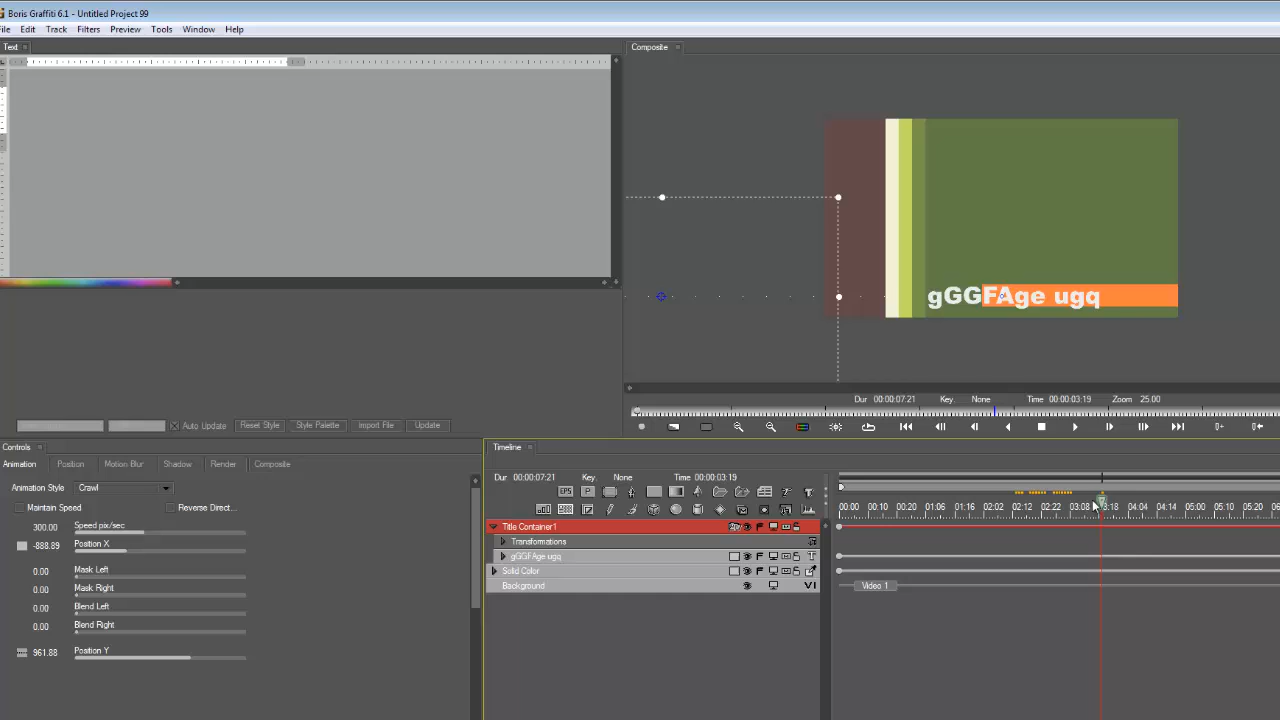 Boris Graffiti 6.1 - Untitled Project 99
File Edit Track Filters Preview Tools Window Help
Text
Composite
gGGFAge ugq
Dur 00:00:07.21 Key. None Time 00:00:03:19 Zoom 25.00
Auto Update Reset Style Style Palette Import File Update
Controls
Animation Position Motion Blur Shadow Render Composite
Animation Style Crawl
Maintain Speed Reverse Direct...
300.00 Speed pix/sec
-888.89 Position X
0.00 Mask Left
0.00 Mask Right
0.00 Blend Left
0.00 Blend Right
961.88 Position Y
Timeline
Dur 00:00:07:21 Key. None Time 00:00:03:19
EPS P
00:00 00:10 00:20 01:06 01:16 02:02 02:12 02:22 03:08 03:18 04:04 04:14 05:00 05:10 05:20 06
Title Container1
Transformations
gGGFAge ugq T
Solid Color
Background V1
Video 1